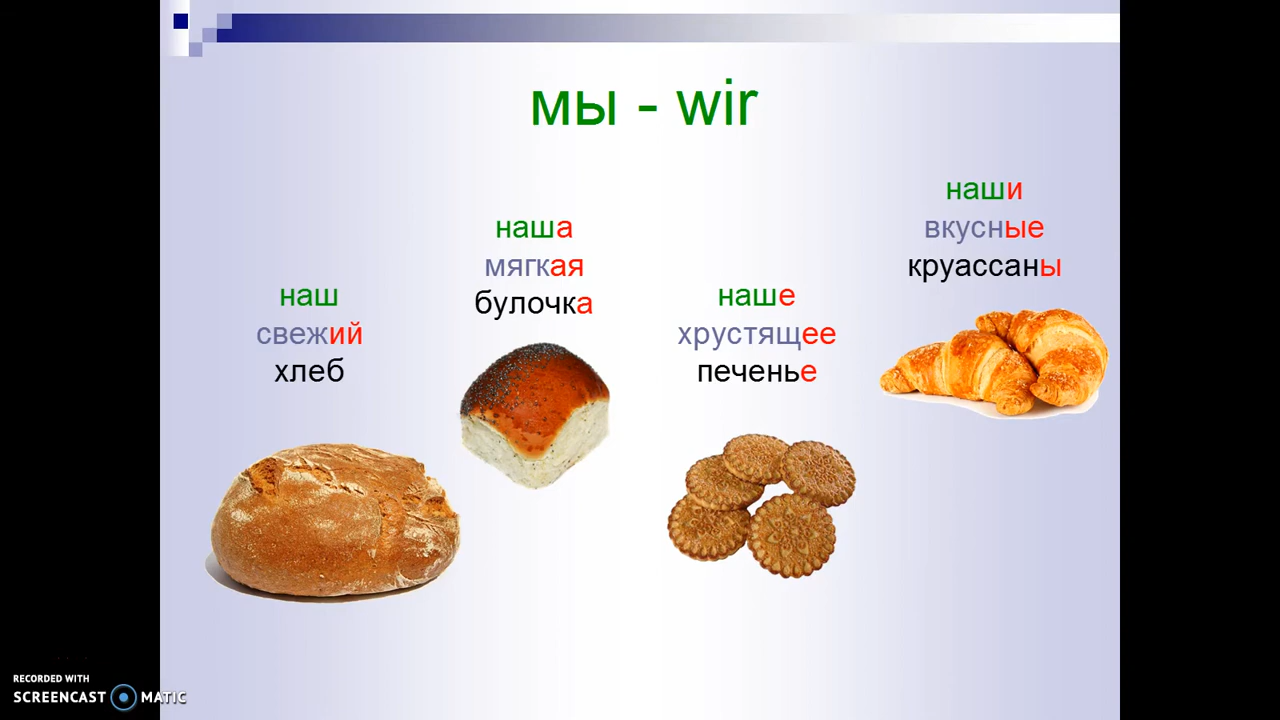 мы - wir
наш
свежий
хлеб
наша
мягкая
булочка
наше
хрустящее
печенье
наши
вкусные
круассаны
RECORDED WITH
SCREENCAST MATIC